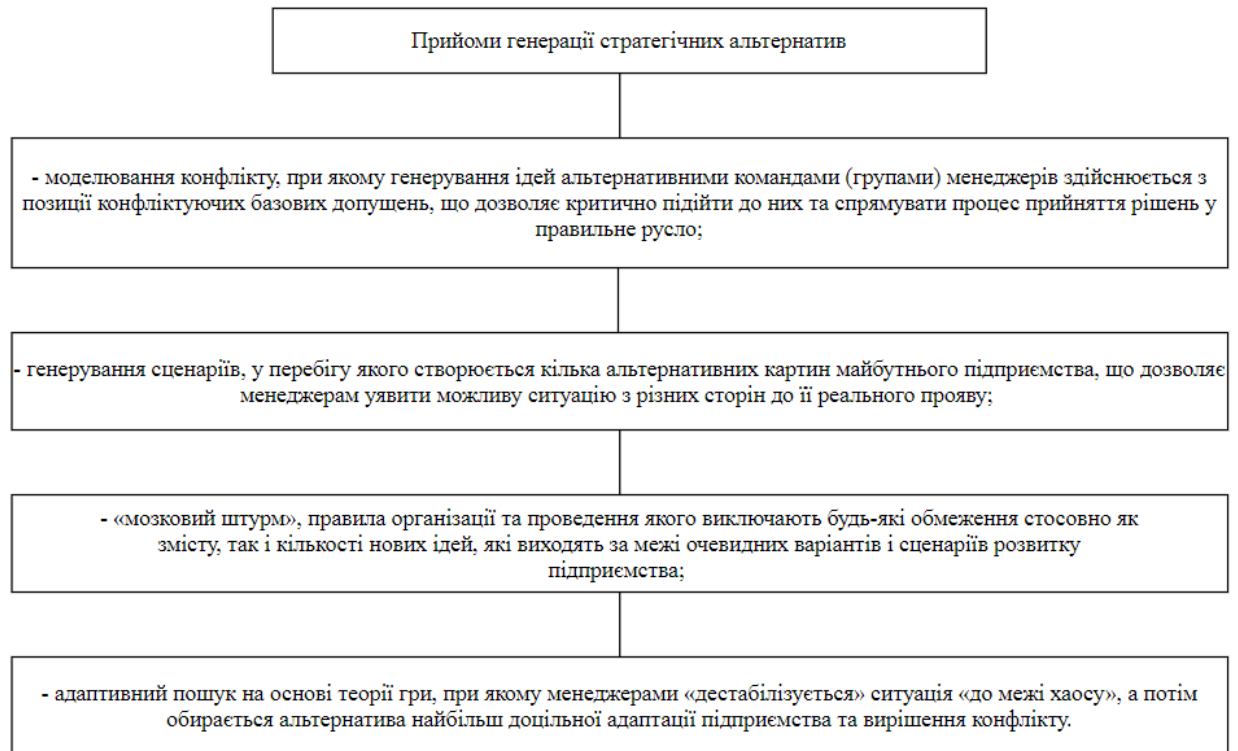 Прийоми генерації стратегічних альтернатив
- моделювання конфлікту, при якому генерування ідей альтернативними командами (групами) менеджерів здійснюється з
позиції конфліктуючих базових допущень, що дозволяє критично підійти до них та спрямувати процес прийняття рішень у
правильне русло;
- генерування сценаріїв, у перебігу якого створюється кілька альтернативних картин майбутнього підприємства, що дозволяє
менеджерам уявити можливу ситуацію з різних сторін до її реального прояву;
- «мозковий штурм», правила організації та проведення якого виключають будь-які обмеження стосовно як
змісту, так і кількості нових ідей, які виходять за межі очевидних варіантів і сценаріїв розвитку
підприємства;
- адаптивний пошук на основі теорії гри, при якому менеджерами «дестабілізується» ситуація «до межі хаосу», а потім
обирається альтернатива найбільш доцільної адаптації підприємства та вирішення конфлікту.